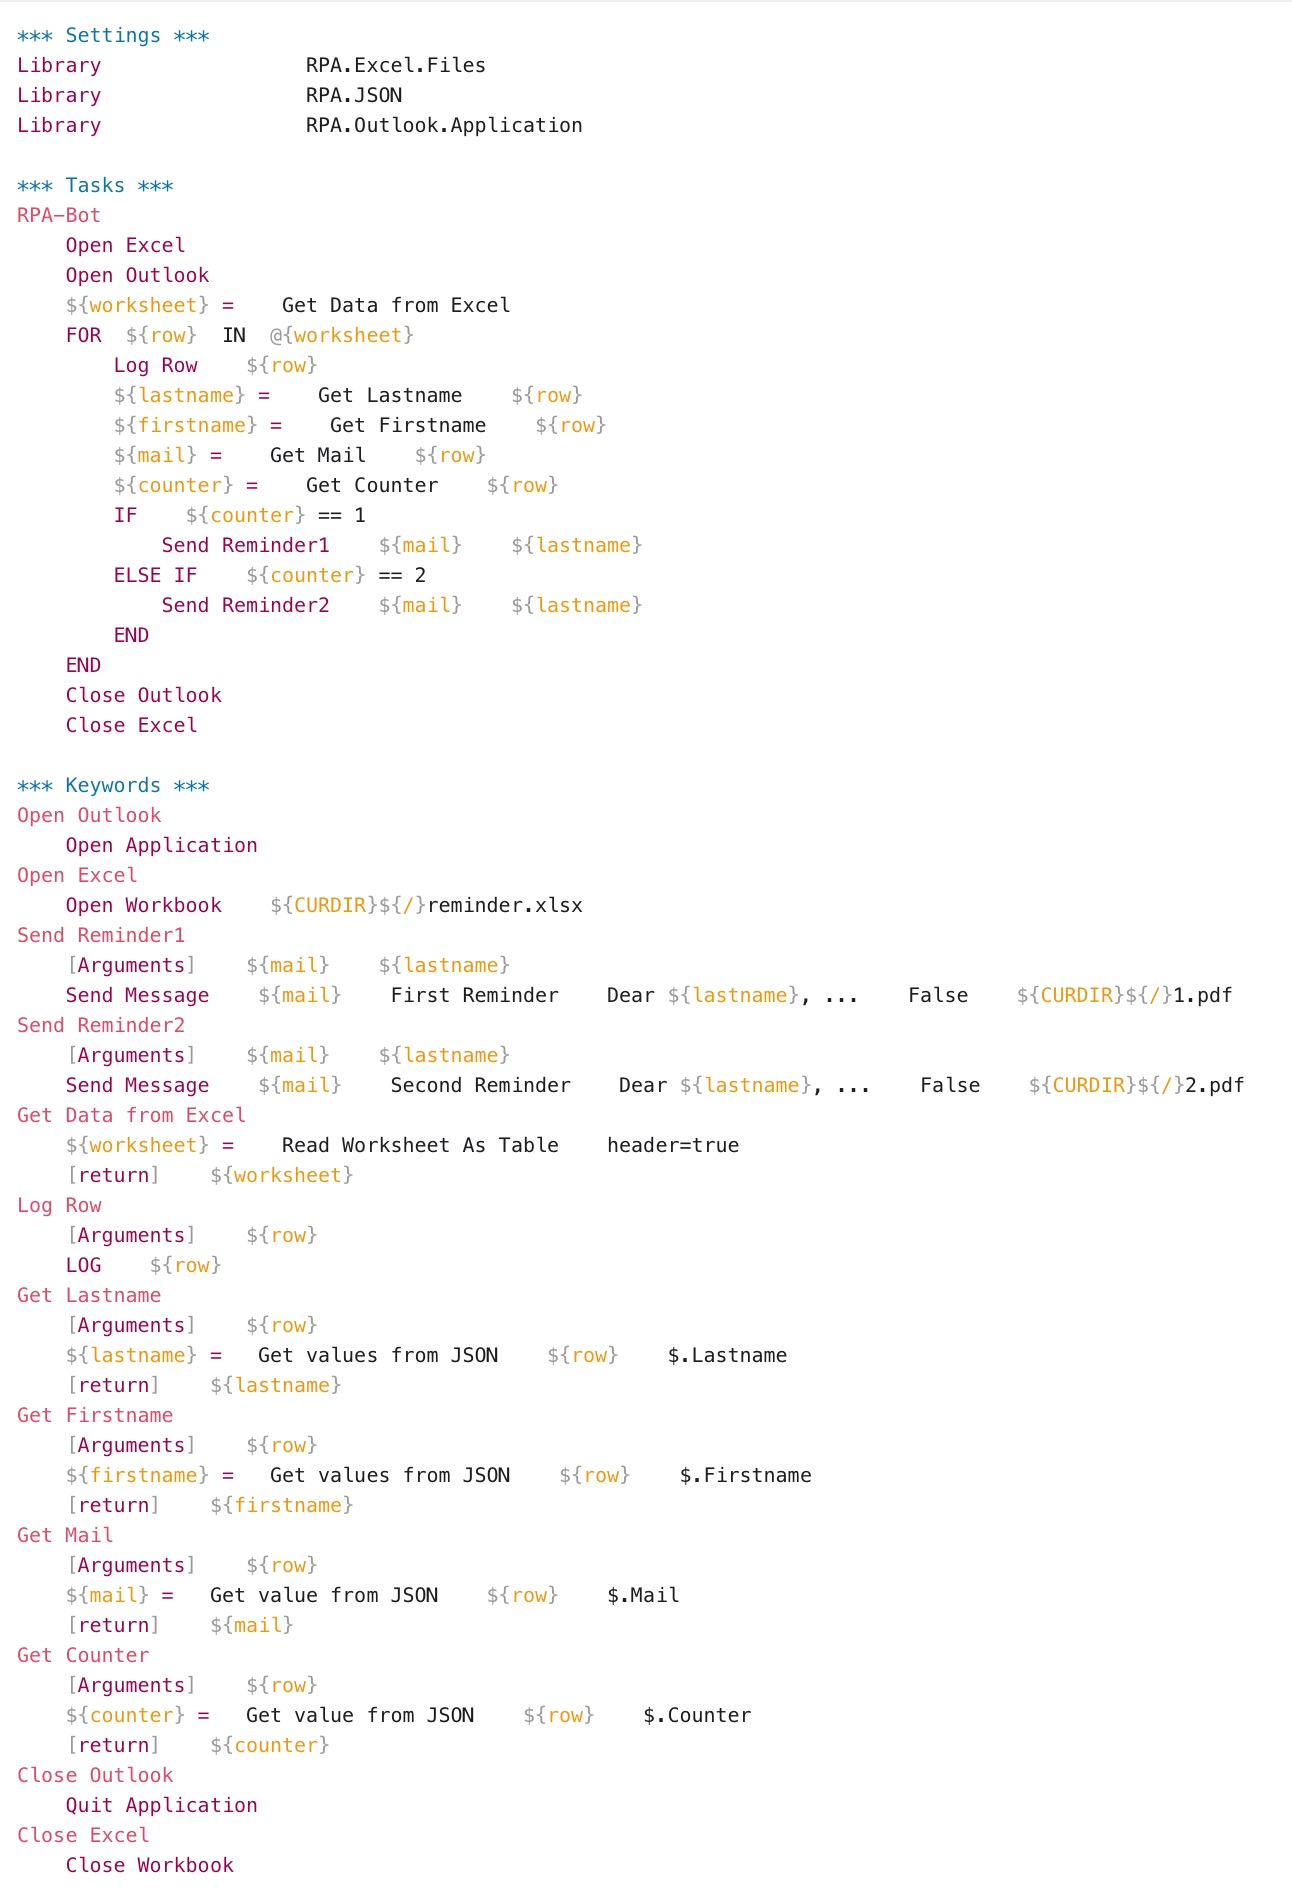 *** Settings ***
Library                 RPA.Excel.Files
Library                 RPA.JSON
Library                 RPA.Outlook.Application

*** Tasks ***
RPA-Bot
    Open Excel
    Open Outlook
    ${worksheet} =    Get Data from Excel
    FOR  ${row}  IN  @{worksheet}
        Log Row    ${row}
        ${lastname} =    Get Lastname    ${row}
        ${firstname} =    Get Firstname    ${row}
        ${mail} =    Get Mail    ${row}
        ${counter} =    Get Counter    ${row}
        IF    ${counter} == 1
            Send Reminder1    ${mail}    ${lastname}
        ELSE IF    ${counter} == 2
            Send Reminder2    ${mail}    ${lastname}
        END
    END
    Close Outlook
    Close Excel

*** Keywords ***
Open Outlook
    Open Application
Open Excel
    Open Workbook    ${CURDIR}${/}reminder.xlsx
Send Reminder1
    [Arguments]    ${mail}    ${lastname}
    Send Message    ${mail}    First Reminder    Dear ${lastname}, ...    False    ${CURDIR}${/}1.pdf
Send Reminder2
    [Arguments]    ${mail}    ${lastname}
    Send Message    ${mail}    Second Reminder    Dear ${lastname}, ...    False    ${CURDIR}${/}2.pdf
Get Data from Excel
    ${worksheet} =    Read Worksheet As Table    header=true
    [return]    ${worksheet}
Log Row
    [Arguments]    ${row}
    LOG    ${row}
Get Lastname
    [Arguments]    ${row}
    ${lastname} =   Get values from JSON    ${row}    $.Lastname
    [return]    ${lastname}
Get Firstname
    [Arguments]    ${row}
    ${firstname} =   Get values from JSON    ${row}    $.Firstname
    [return]    ${firstname}
Get Mail
    [Arguments]    ${row}
    ${mail} =   Get value from JSON    ${row}    $.Mail
    [return]    ${mail}
Get Counter
    [Arguments]    ${row}
    ${counter} =   Get value from JSON    ${row}    $.Counter
    [return]    ${counter}
Close Outlook
    Quit Application
Close Excel
    Close Workbook